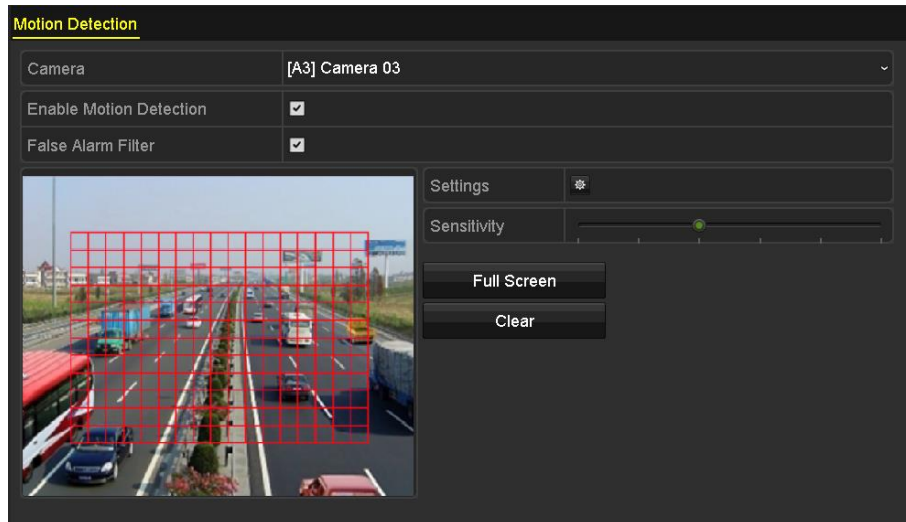 Motion Detection
Camera [A3] Camera 03
Enable Motion Detection
False Alarm Filter
Settings
Sensitivity
Full Screen
Clear